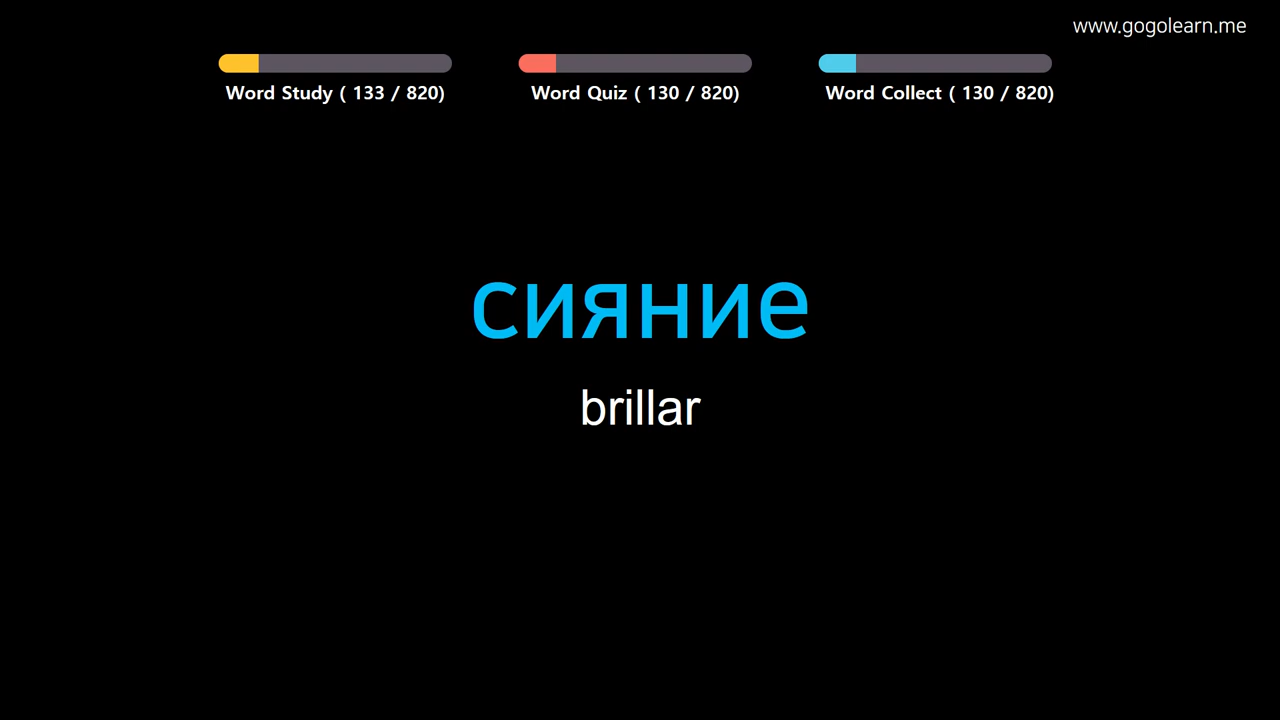 www.gogolearn.me
Word Study ( 133 / 820)
Word Quiz ( 130 / 820)
Word Collect ( 130 / 820)
сияние
brillar